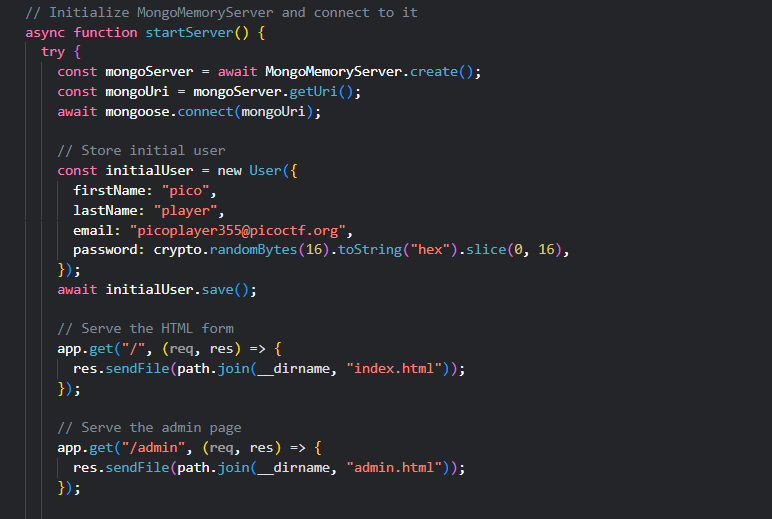 // Initialize MongoMemoryServer and connect to it
async function startServer() {
try {
const mongoServer = await MongoMemoryServer.create();
const mongoUri = mongoServer.getUri();
await mongoose.connect(mongoUri);
// Store initial user
const initialUser = new User({
firstName: "pico",
lastName: "player",
email: "picoplayer355@picoctf.org",
password: crypto.randomBytes(16).toString("hex").slice(0, 16),
});
await initialUser.save();
// Serve the HTML form
app.get("/", (req, res) => {
res.sendFile(path.join(__dirname, "index.html"));
});
// Serve the admin page
app.get("/admin", (req, res) => {
res.sendFile(path.join(__dirname, "admin.html"));
});